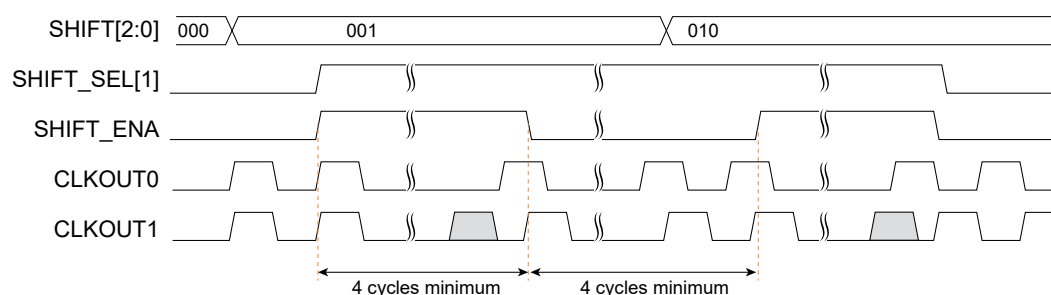 SHIFT[2:0] 000 001 010
SHIFT_SEL[1]
SHIFT_ENA
CLKOUT0
CLKOUT1
4 cycles minimum 4 cycles minimum